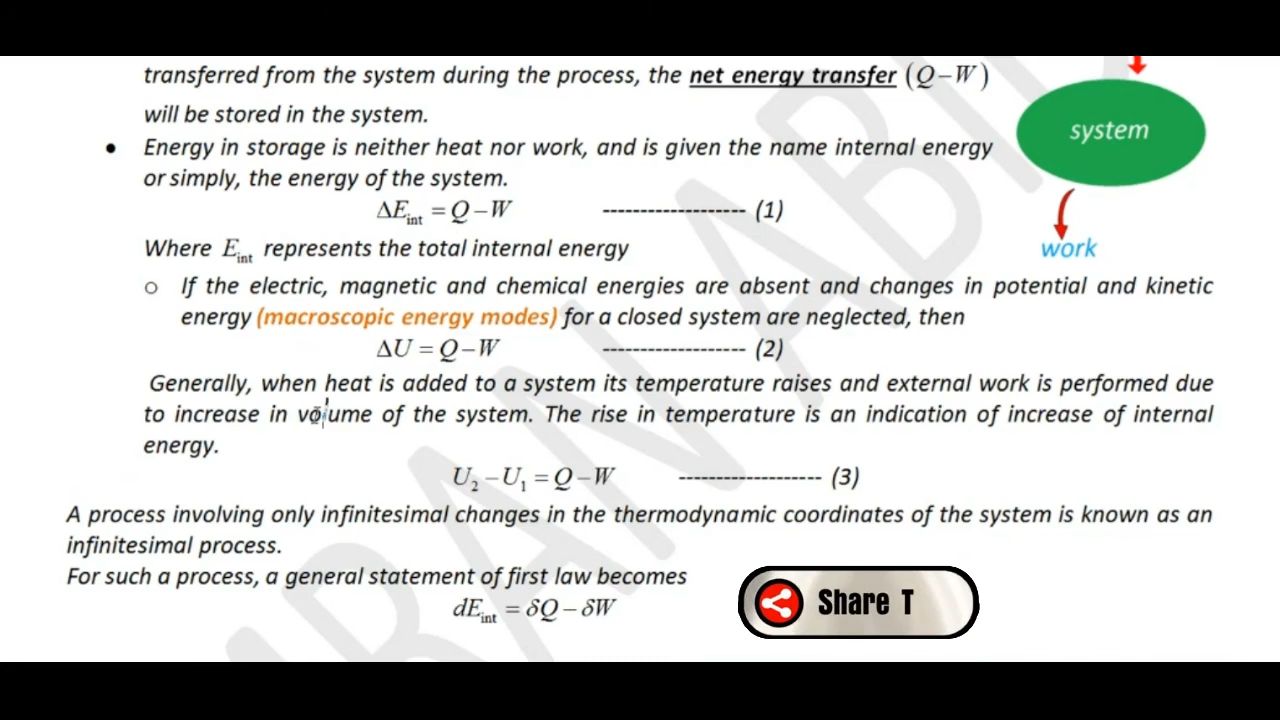 transferred from the system during the process, the net energy transfer (Q−W)
will be stored in the system.
• Energy in storage is neither heat nor work, and is given the name internal energy
or simply, the energy of the system.
ΔE_int = Q−W ------------------- (1)
Where E_int represents the total internal energy
o If the electric, magnetic and chemical energies are absent and changes in potential and kinetic
energy (macroscopic energy modes) for a closed system are neglected, then
ΔU = Q−W ------------------- (2)
Generally, when heat is added to a system its temperature raises and external work is performed due
to increase in volume of the system. The rise in temperature is an indication of increase of internal
energy.
U₂ −U₁ = Q−W ------------------- (3)
A process involving only infinitesimal changes in the thermodynamic coordinates of the system is known as an
infinitesimal process.
For such a process, a general statement of first law becomes
dE_int = δQ−δW
system
work
Share T